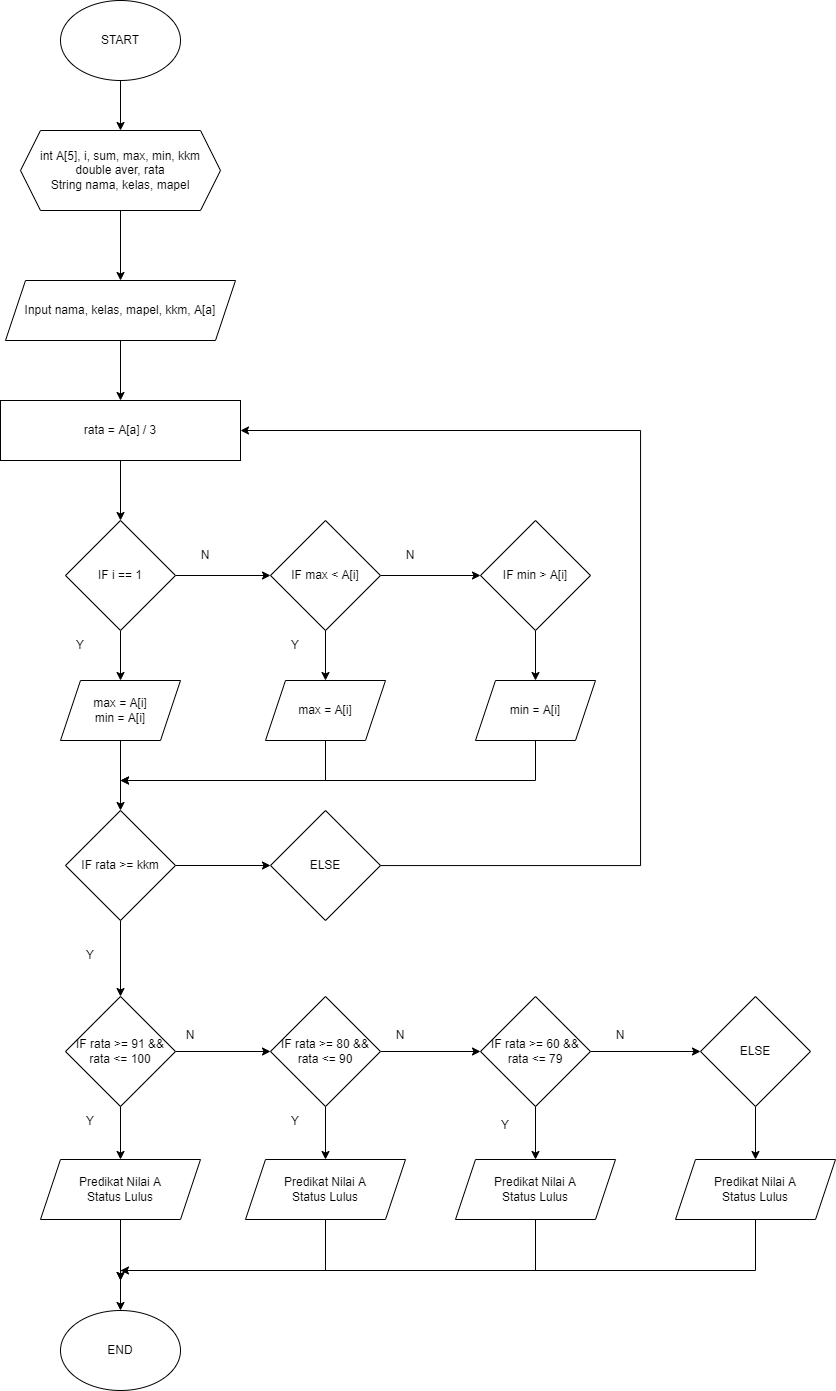 START
int A[5], i, sum, max, min, kkm
double aver, rata
String nama, kelas, mapel
Input nama, kelas, mapel, kkm, A[a]
rata = A[a] / 3
IF i == 1
N
IF max < A[i]
N
IF min > A[i]
Y
Y
max = A[i]
min = A[i]
max = A[i]
min = A[i]
IF rata >= kkm
ELSE
Y
IF rata >= 91 &&
rata <= 100
N
IF rata >= 80 &&
rata <= 90
N
IF rata >= 60 &&
rata <= 79
N
ELSE
Y
Y
Y
Predikat Nilai A
Status Lulus
Predikat Nilai A
Status Lulus
Predikat Nilai A
Status Lulus
Predikat Nilai A
Status Lulus
END